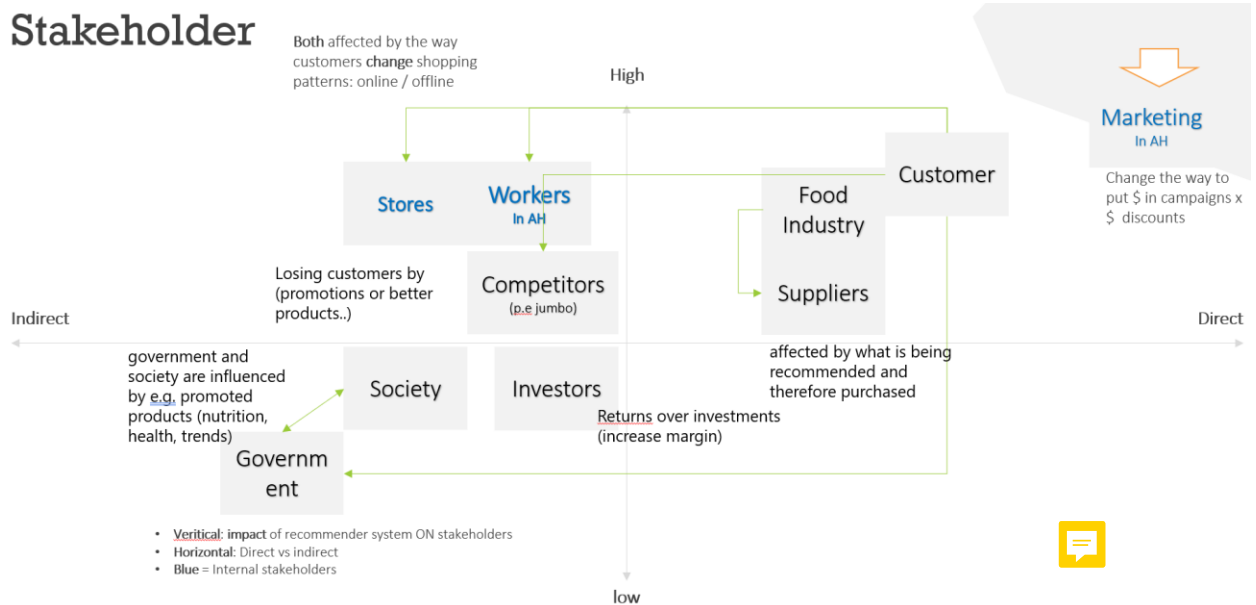 Stakeholder
Both affected by the way
customers change shopping
patterns: online / offline
High
Marketing
In AH
Change the way to
put $ in campaigns x
$ discounts
Customer
Stores
Workers
In AH
Food
Industry
Suppliers
Competitors
(p.e jumbo)
Losing customers by
(promotions or better
products..)
Indirect
Direct
government and
society are influenced
by e.g. promoted
products (nutrition,
health, trends)
Society
Investors
affected by what is being
recommended and
therefore purchased
Returns over investments
(increase margin)
Governm
ent
• Veritical: impact of recommender system ON stakeholders
• Horizontal: Direct vs indirect
• Blue = Internal stakeholders
low